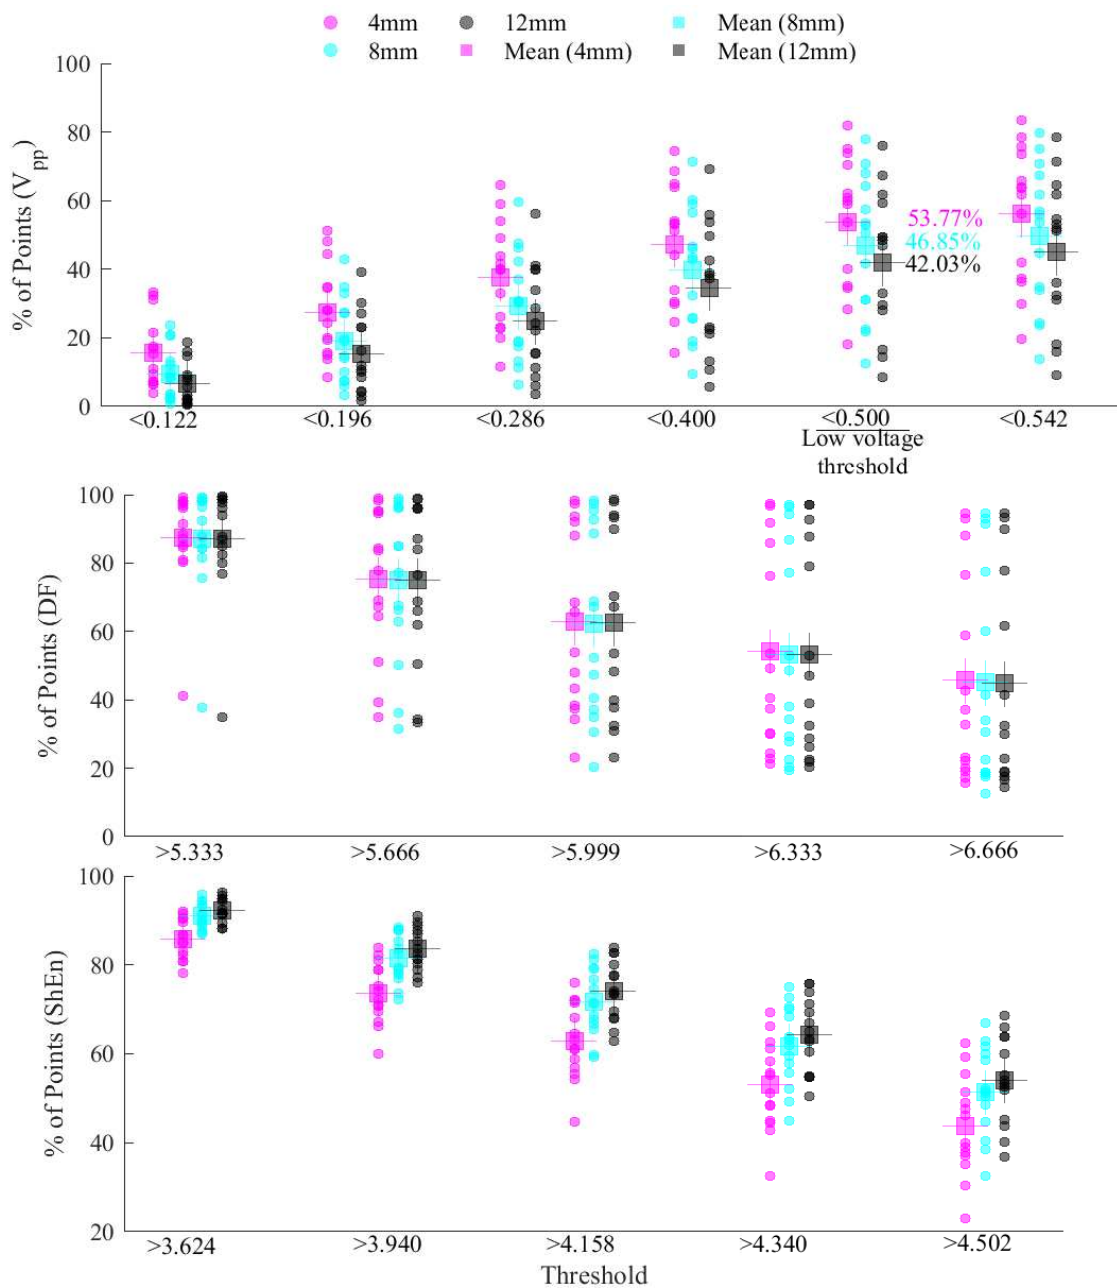 4mm 12mm Mean (8mm)
8mm Mean (4mm) Mean (12mm)
100
80
60
40
20
0
% of Points (Vpp)
53.77%
46.85%
42.03%
<0.122 <0.196 <0.286 <0.400 <0.500 <0.542
Low voltage
threshold
100
80
60
40
20
0
% of Points (DF)
>5.333 >5.666 >5.999 >6.333 >6.666
100
80
60
40
20
% of Points (ShEn)
>3.624 >3.940 >4.158 >4.340 >4.502
Threshold